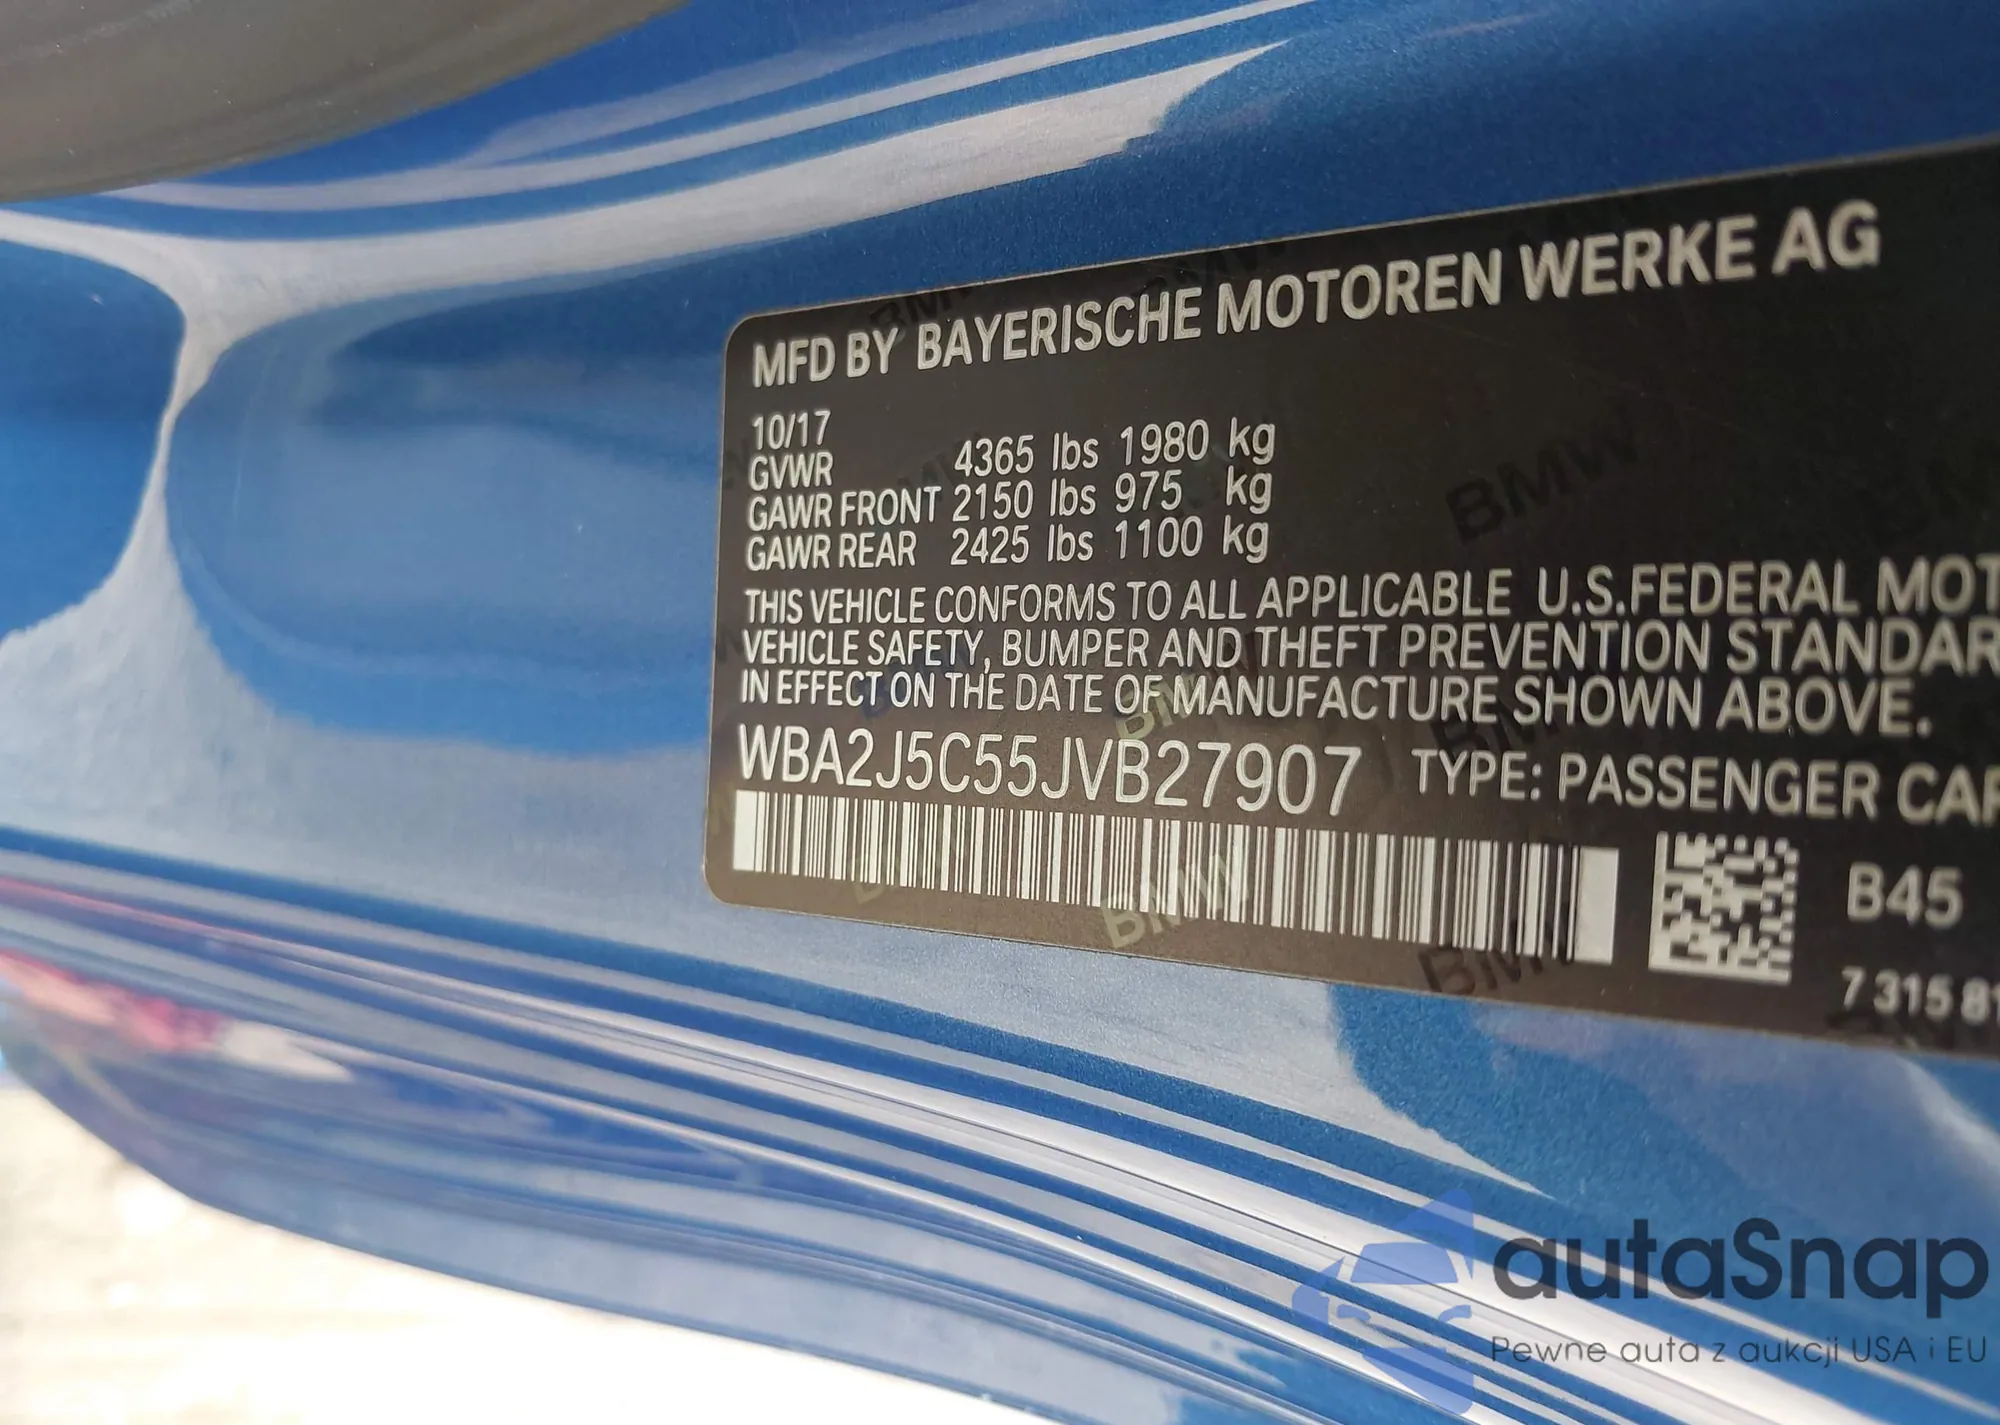 MFD BY BAYERISCHE MOTOREN WERKE AG
10/17
GVWR 4365 lbs 1980 kg
GAWR FRONT 2150 lbs 975 kg
GAWR REAR 2425 lbs 1100 kg
THIS VEHICLE CONFORMS TO ALL APPLICABLE U.S.FEDERAL MOT
VEHICLE SAFETY, BUMPER AND THEFT PREVENTION STANDAR
IN EFFECT ON THE DATE OF MANUFACTURE SHOWN ABOVE.
WBA2J5C55JVB27907 TYPE: PASSENGER CAR
B45
7 315 81
autaSnap
Pewne auta z aukcji USA i EU